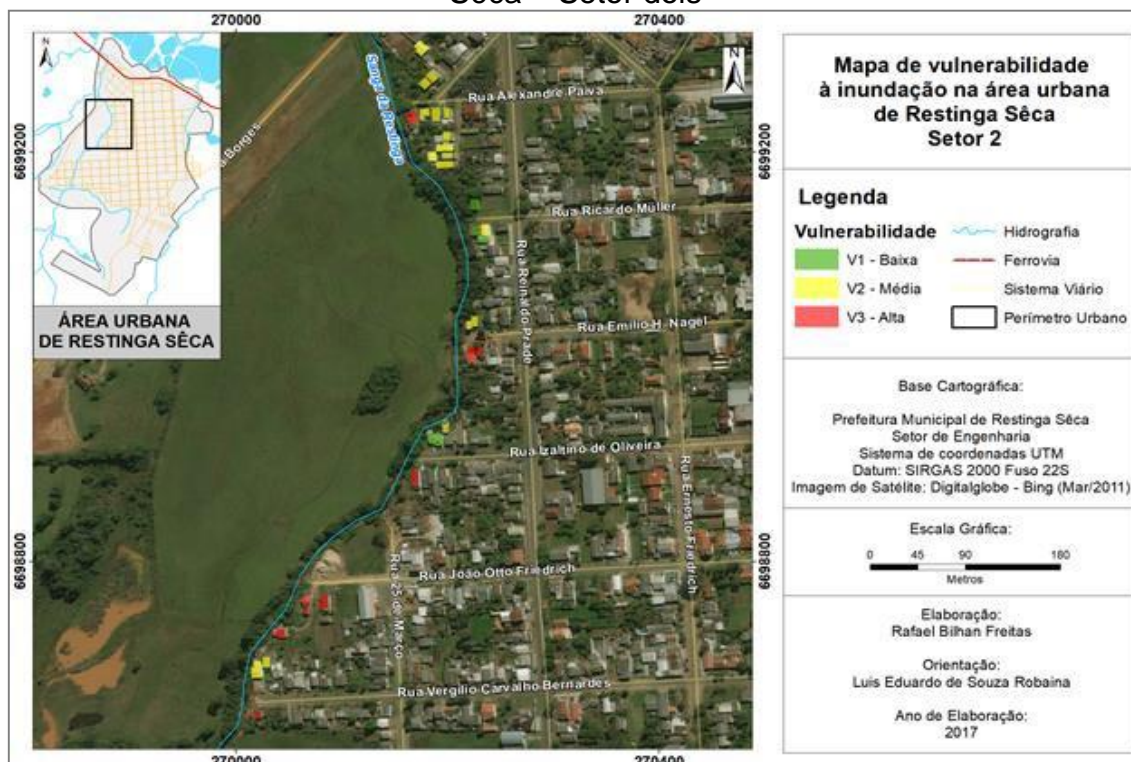 Sêca – Setor dois
270000
270400
N
ÁREA URBANA
DE RESTINGA SÊCA
Borges
Sanga da
N
Rua Alexandre Paiva
6699200
6699200
Rua Ricardo Müller
Rua Reinaldo Prade
Rua Emílio H. Nagel
Rua Izaltino de Oliveira
Rua Ernesto Friedrich
6698800
6698800
Rua João Otto Friedrich
Rua 25 de Março
Rua Vergílio Carvalho Bernardes
270000
270400
Mapa de vulnerabilidade
à inundação na área urbana
de Restinga Sêca
Setor 2
Legenda
Vulnerabilidade
V1 - Baixa
V2 - Média
V3 - Alta
Hidrografia
Ferrovia
Sistema Viário
Perímetro Urbano
Base Cartográfica:
Prefeitura Municipal de Restinga Sêca
Setor de Engenharia
Sistema de coordenadas UTM
Datum: SIRGAS 2000 Fuso 22S
Imagem de Satélite: Digitalglobe - Bing (Mar/2011)
Escala Gráfica:
0 45 90 180
Metros
Elaboração:
Rafael Bilhan Freitas
Orientação:
Luis Eduardo de Souza Robaina
Ano de Elaboração:
2017